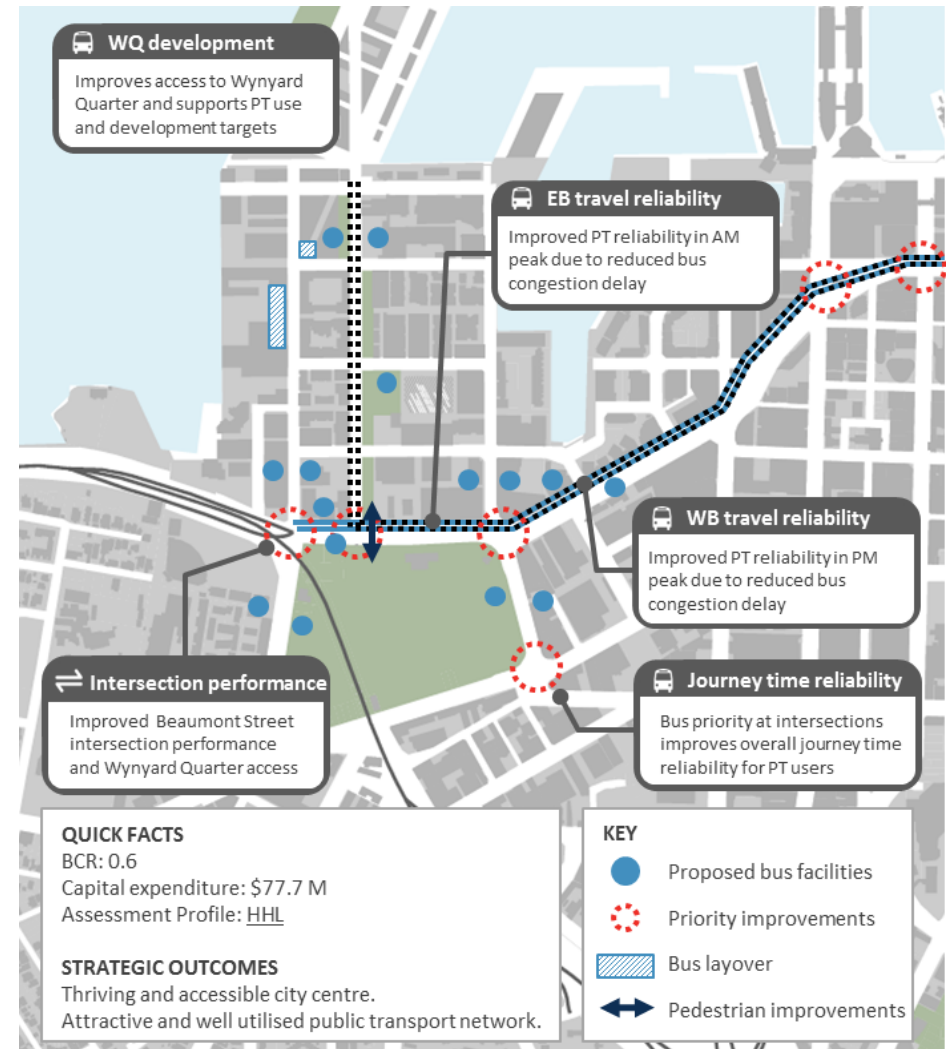 WQ development
Improves access to Wynyard
Quarter and supports PT use
and development targets
EB travel reliability
Improved PT reliability in AM
peak due to reduced bus
congestion delay
WB travel reliability
Improved PT reliability in PM
peak due to reduced bus
congestion delay
Intersection performance
Improved Beaumont Street
intersection performance
and Wynyard Quarter access
Journey time reliability
Bus priority at intersections
improves overall journey time
reliability for PT users
QUICK FACTS
BCR: 0.6
Capital expenditure: $77.7 M
Assessment Profile: HHL
STRATEGIC OUTCOMES
Thriving and accessible city centre.
Attractive and well utilised public transport network.
KEY
Proposed bus facilities
Priority improvements
Bus layover
Pedestrian improvements